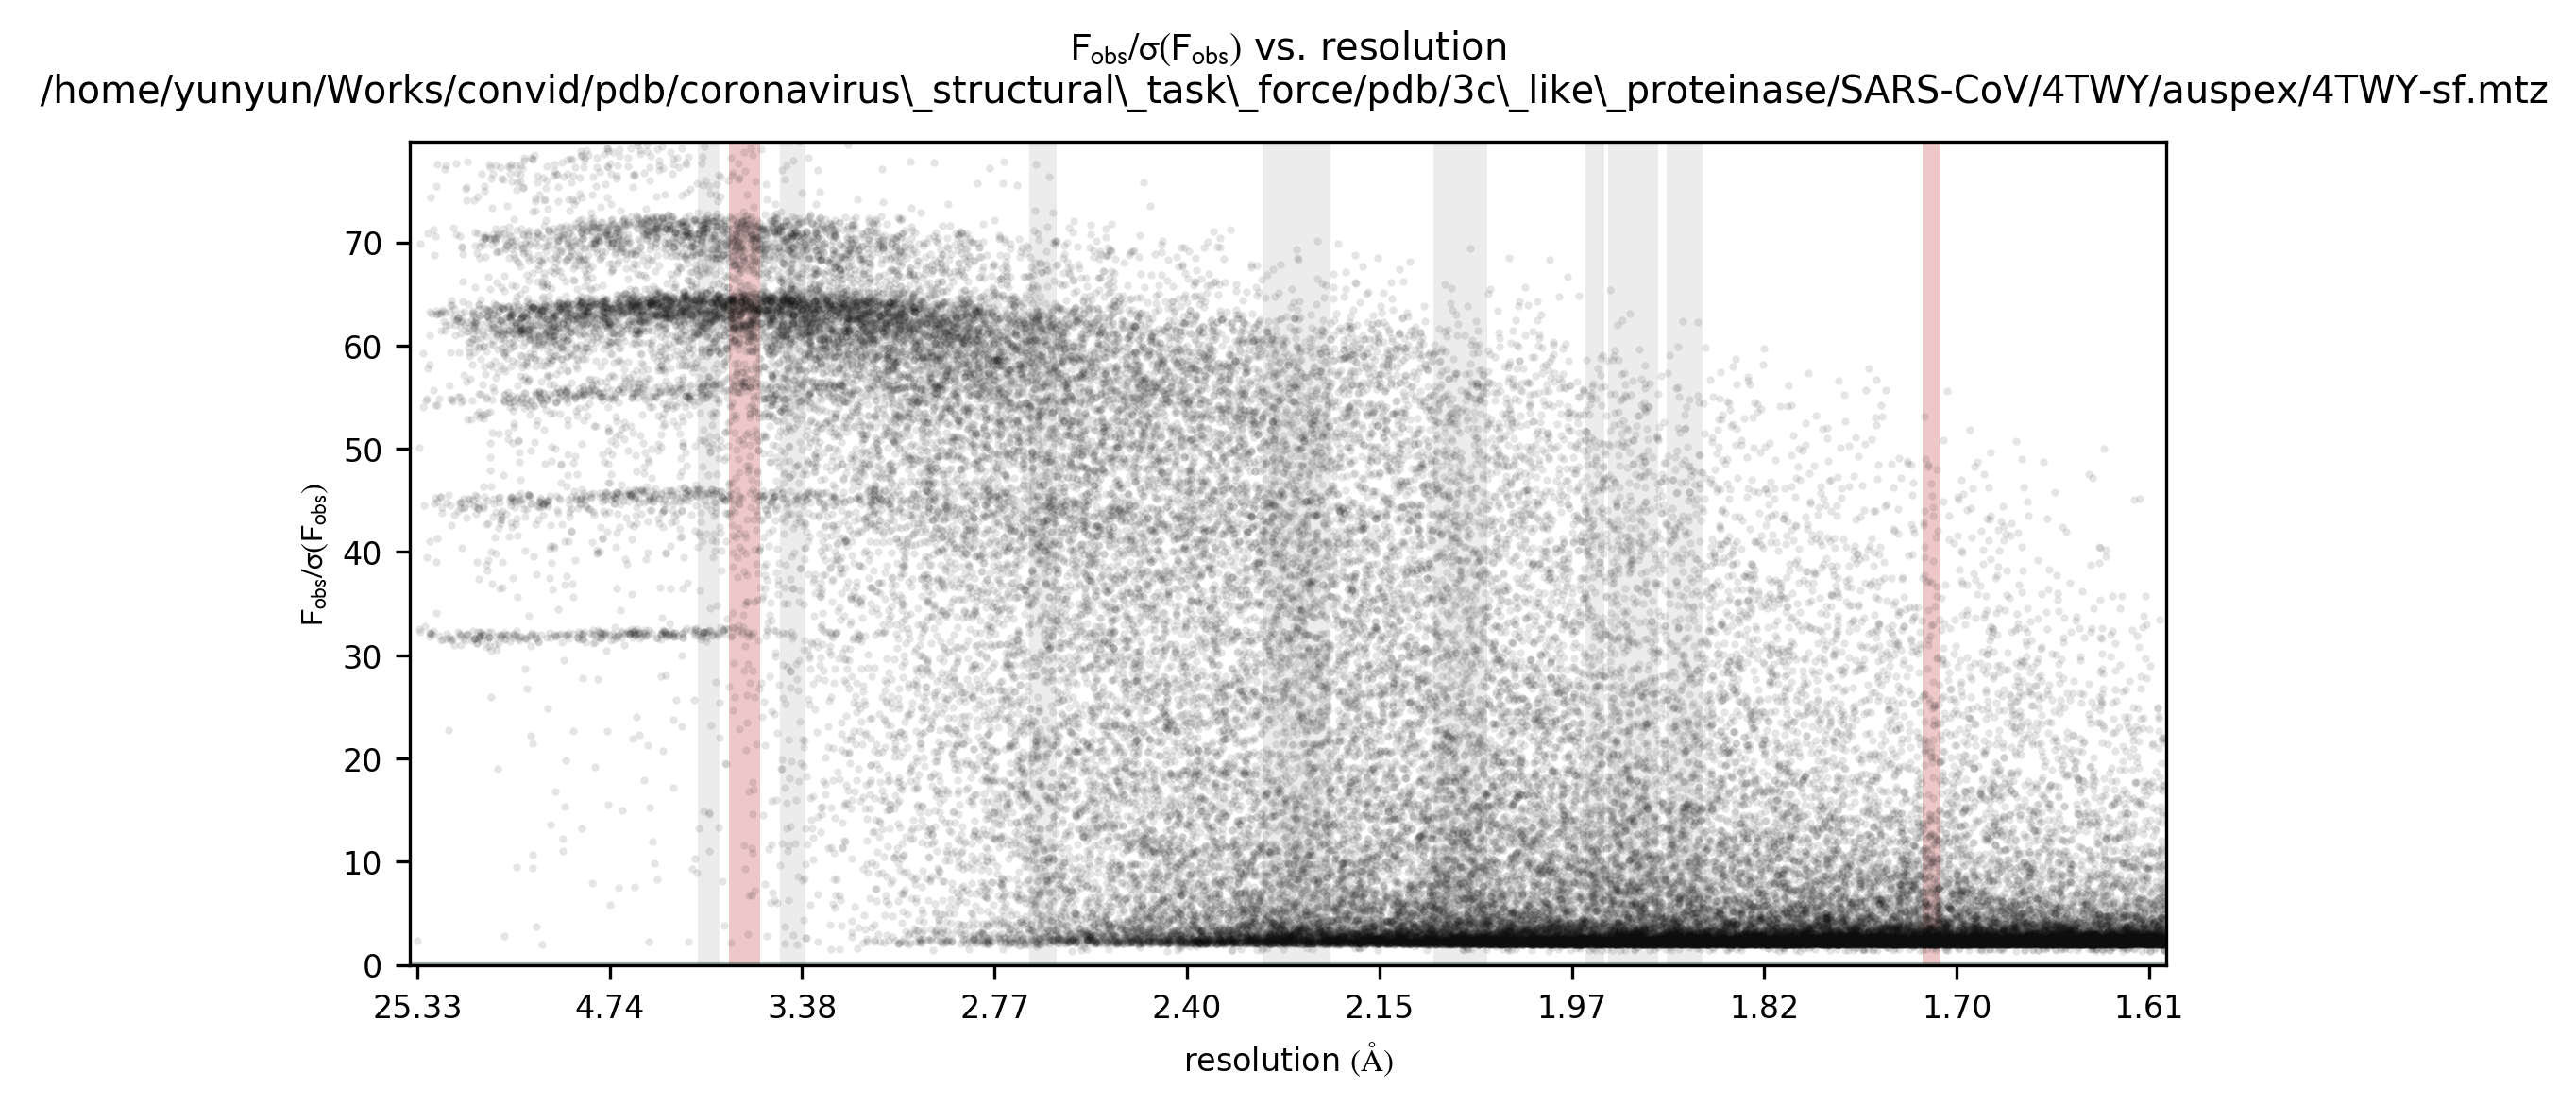 Fobs/σ(Fobs) vs. resolution
/home/yunyun/Works/convid/pdb/coronavirus\_structural\_task\_force/pdb/3c\_like\_proteinase/SARS-CoV/4TWY/auspex/4TWY-sf.mtz
70
60
50
40
30
20
10
0
Fobs/σ(Fobs)
25.33 4.74 3.38 2.77 2.40 2.15 1.97 1.82 1.70 1.61
resolution (Å)